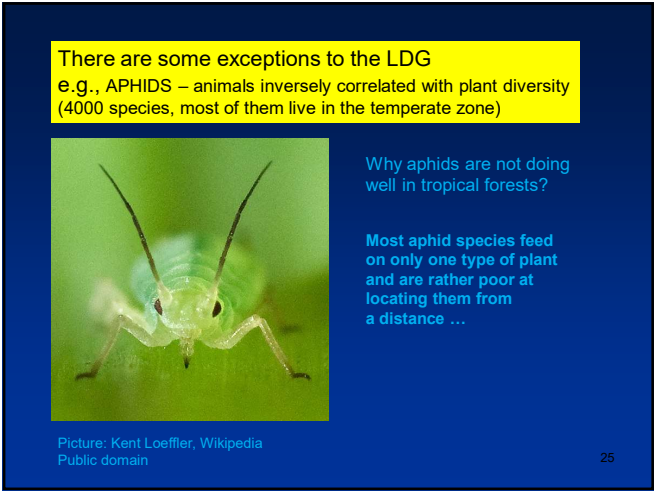 There are some exceptions to the LDG
e.g., APHIDS – animals inversely correlated with plant diversity
(4000 species, most of them live in the temperate zone)
Why aphids are not doing
well in tropical forests?
Most aphid species feed
on only one type of plant
and are rather poor at
locating them from
a distance …
Picture: Kent Loeffler, Wikipedia
Public domain
25